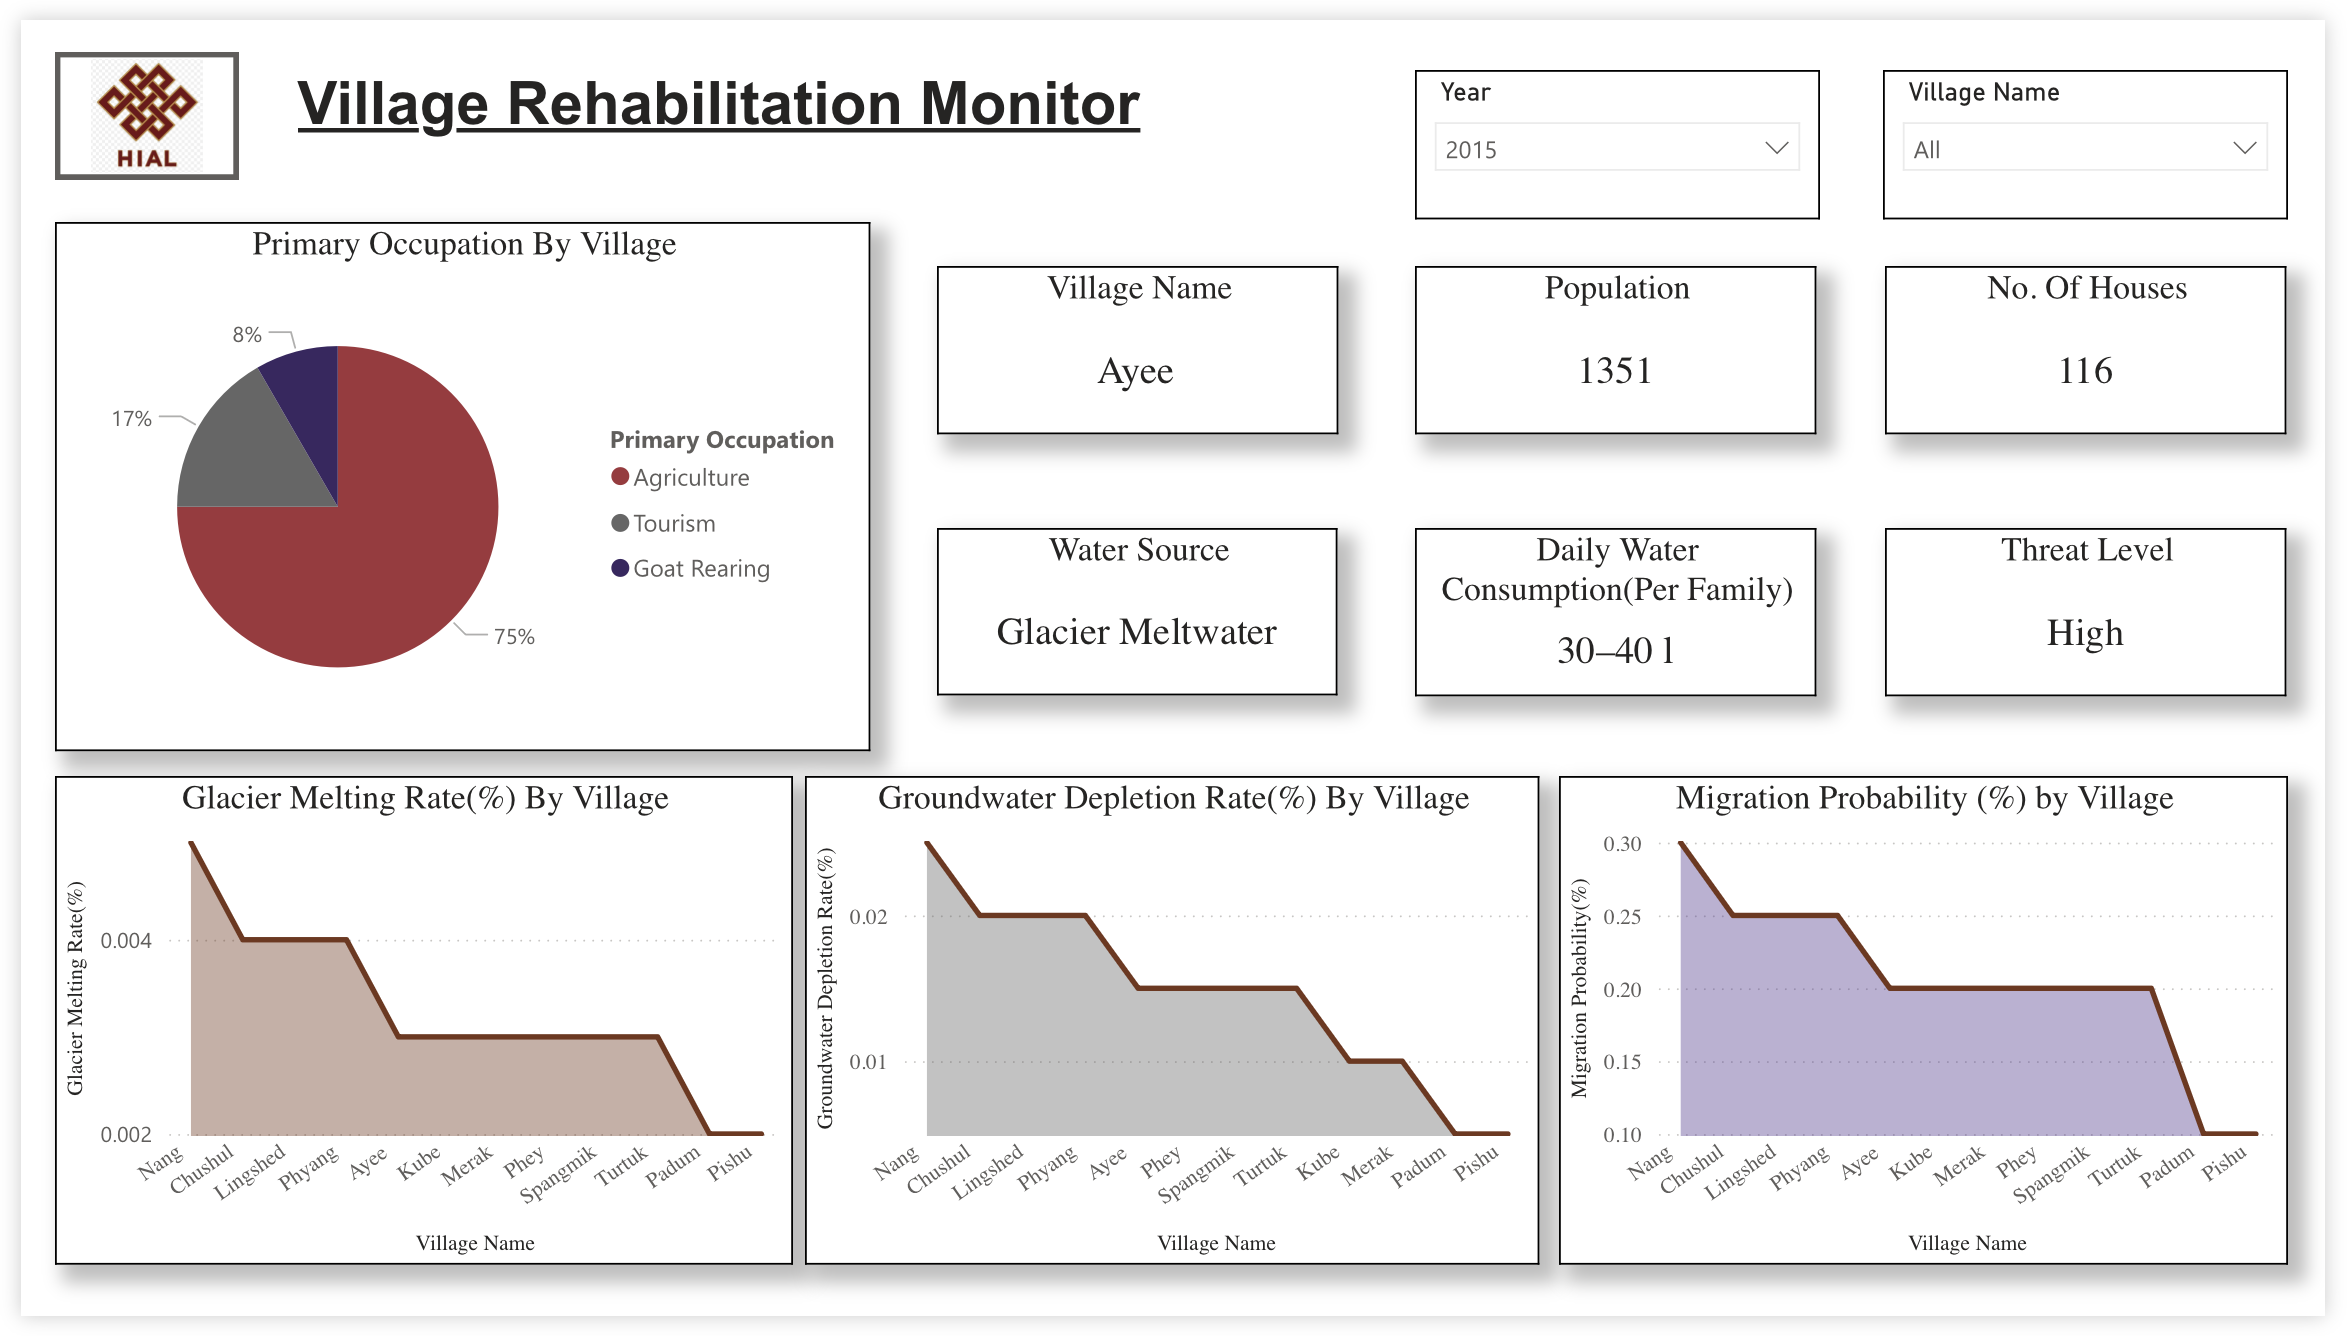 HIAL
Village Rehabilitation Monitor
Year
2015
Village Name
All
Primary Occupation By Village
8%
17%
75%
Primary Occupation
Agriculture
Tourism
Goat Rearing
Village Name
Ayee
Population
1351
No. Of Houses
116
Water Source
Glacier Meltwater
Daily Water
Consumption(Per Family)
30–40 l
Threat Level
High
Glacier Melting Rate(%) By Village
Glacier Melting Rate(%)
0.004
0.002
Nang
Chushul
Lingshed
Phyang
Ayee
Kube
Merak
Phey
Spangmik
Turtuk
Padum
Pishu
Village Name
Groundwater Depletion Rate(%) By Village
Groundwater Depletion Rate(%)
0.02
0.01
Nang
Chushul
Lingshed
Phyang
Ayee
Phey
Spangmik
Turtuk
Kube
Merak
Padum
Pishu
Village Name
Migration Probability (%) by Village
Migration Probability(%)
0.30
0.25
0.20
0.15
0.10
Nang
Chushul
Lingshed
Phyang
Ayee
Kube
Merak
Phey
Spangmik
Turtuk
Padum
Pishu
Village Name